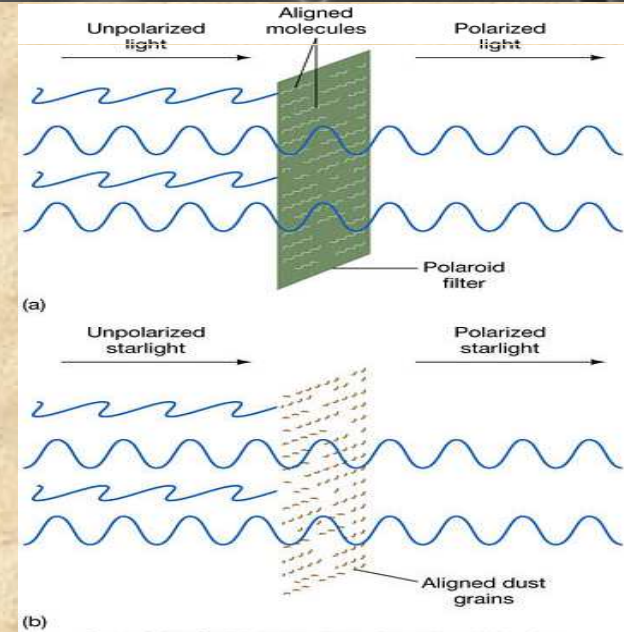 Unpolarized
light
Aligned
molecules
Polarized
light
Polaroid
filter
(a)
Unpolarized
starlight
Polarized
starlight
Aligned dust
grains
(b)